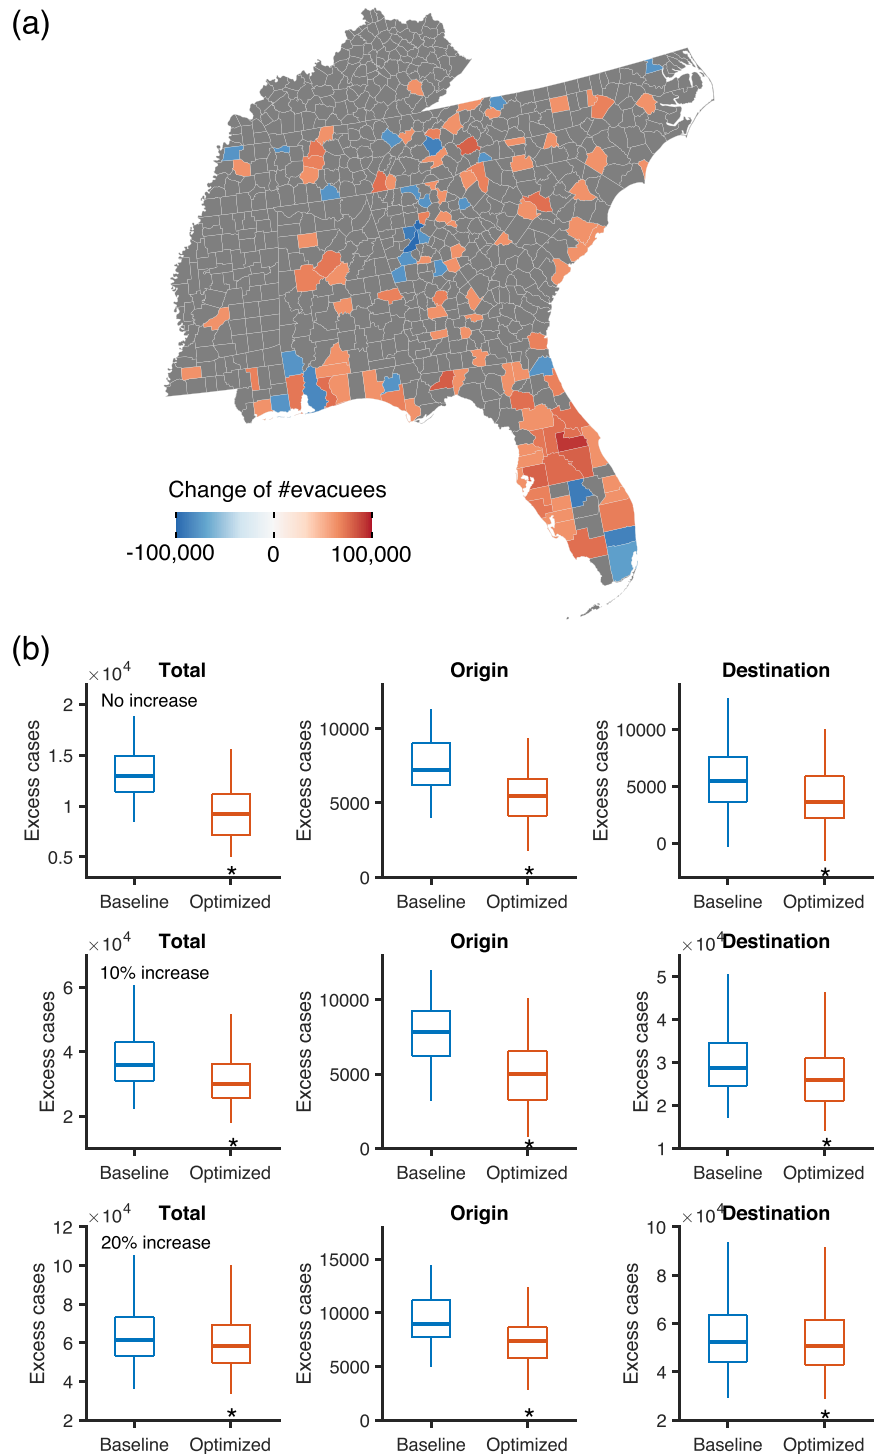 (a)
Change of #evacuees
-100,000 0 100,000
(b)
×10^4 Total
No increase
Excess cases
2
1.5
1
0.5
Baseline Optimized
*
Origin
Excess cases
10000
5000
0
Baseline Optimized
*
Destination
Excess cases
10000
5000
0
Baseline Optimized
*
×10^4 Total
10% increase
Excess cases
6
4
2
Baseline Optimized
*
Origin
Excess cases
10000
5000
0
Baseline Optimized
*
×10^4 Destination
Excess cases
5
4
3
2
1
Baseline Optimized
*
×10^4 Total
20% increase
Excess cases
12
10
8
6
4
2
Baseline Optimized
*
Origin
Excess cases
15000
10000
5000
0
Baseline Optimized
*
×10^4 Destination
Excess cases
10
8
6
4
2
Baseline Optimized
*